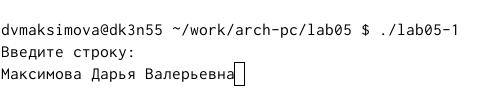 dvmaksimova@dk3n55 ~/work/arch-pc/lab05 $ ./lab05-1
Введите строку:
Максимова Дарья Валерьевна